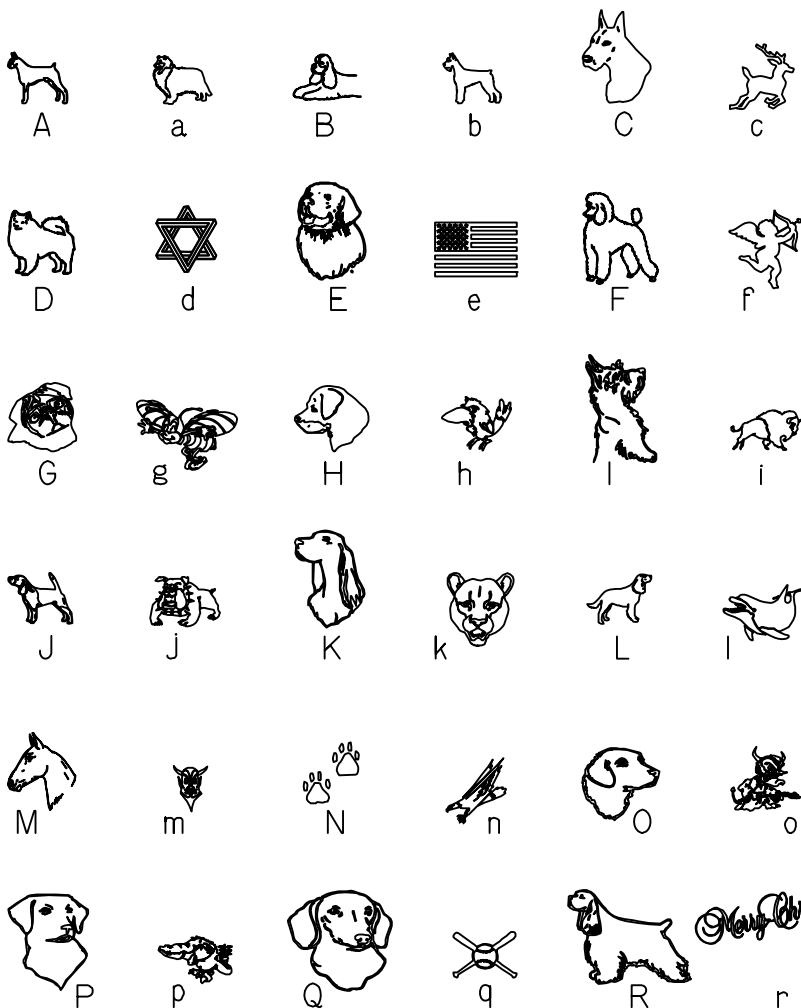 A a B b C c
D d E e F f
G g H h I i
J j K k L l
M m N n O o
Merry Ch
P p Q q R r